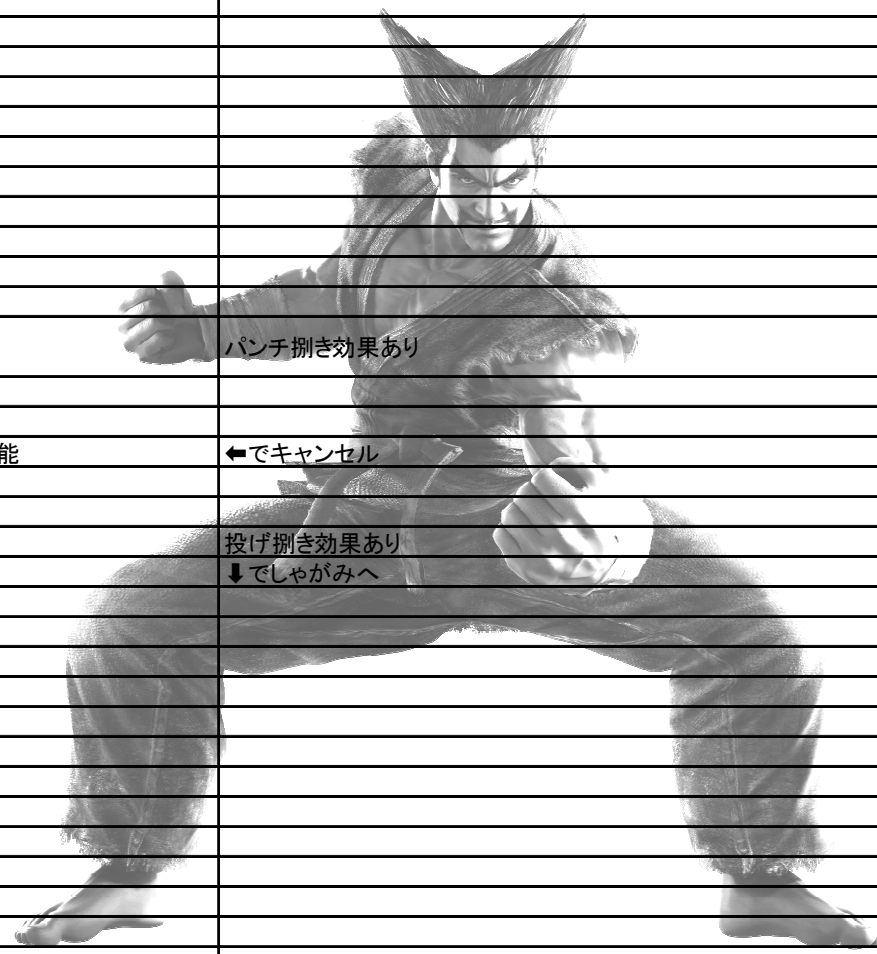 パンチ捌き効果あり
能
⬅でキャンセル
投げ捌き効果あり
⬇でしゃがみへ